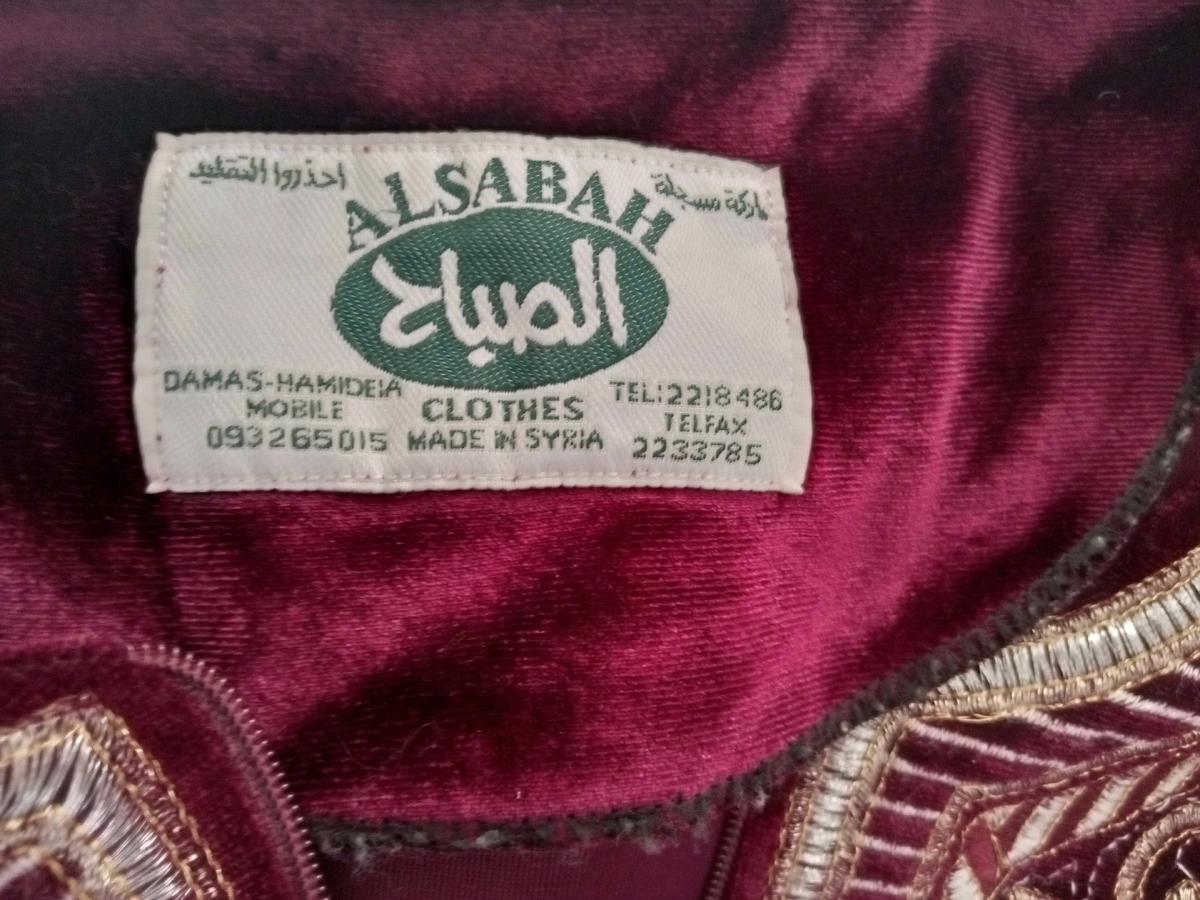 احذروا التقليد
ماركة مسجلة
ALSABAH
الصباح
DAMAS-HAMIDEIA
MOBILE
093265015
CLOTHES
MADE IN SYRIA
TEL:2218486
TELFAX
2233785